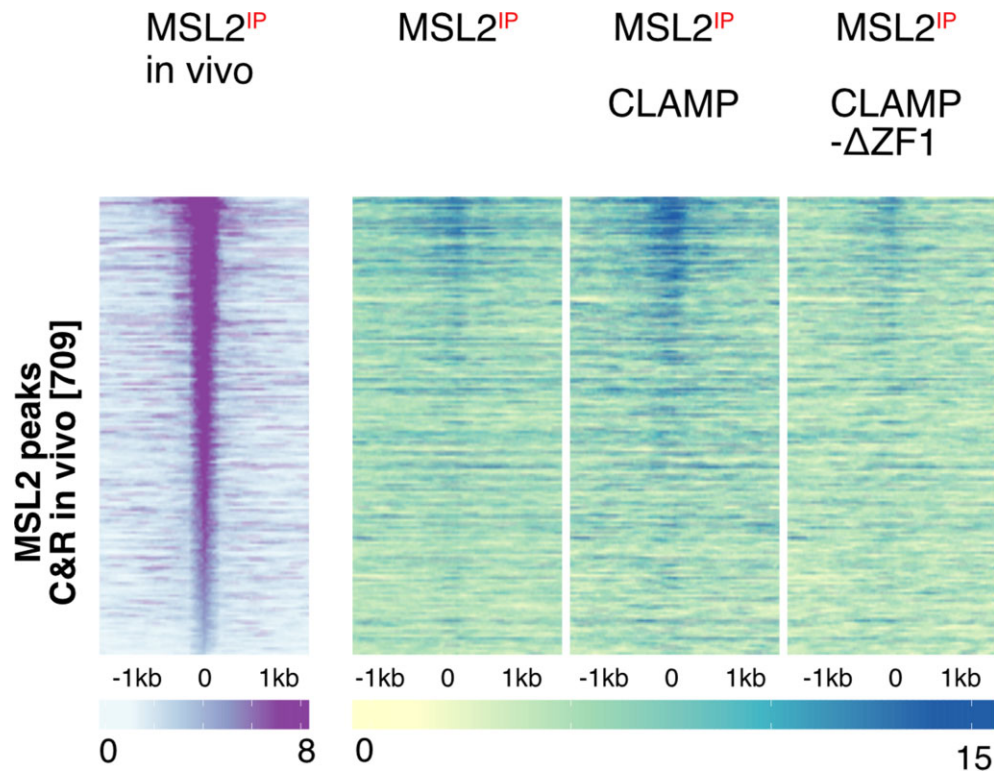 MSL2IP
in vivo
MSL2IP
MSL2IP
CLAMP
MSL2IP
CLAMP
-ΔZF1
MSL2 peaks
C&R in vivo [709]
-1kb 0 1kb
-1kb 0 1kb
-1kb 0 1kb
-1kb 0 1kb
0 8
0 15